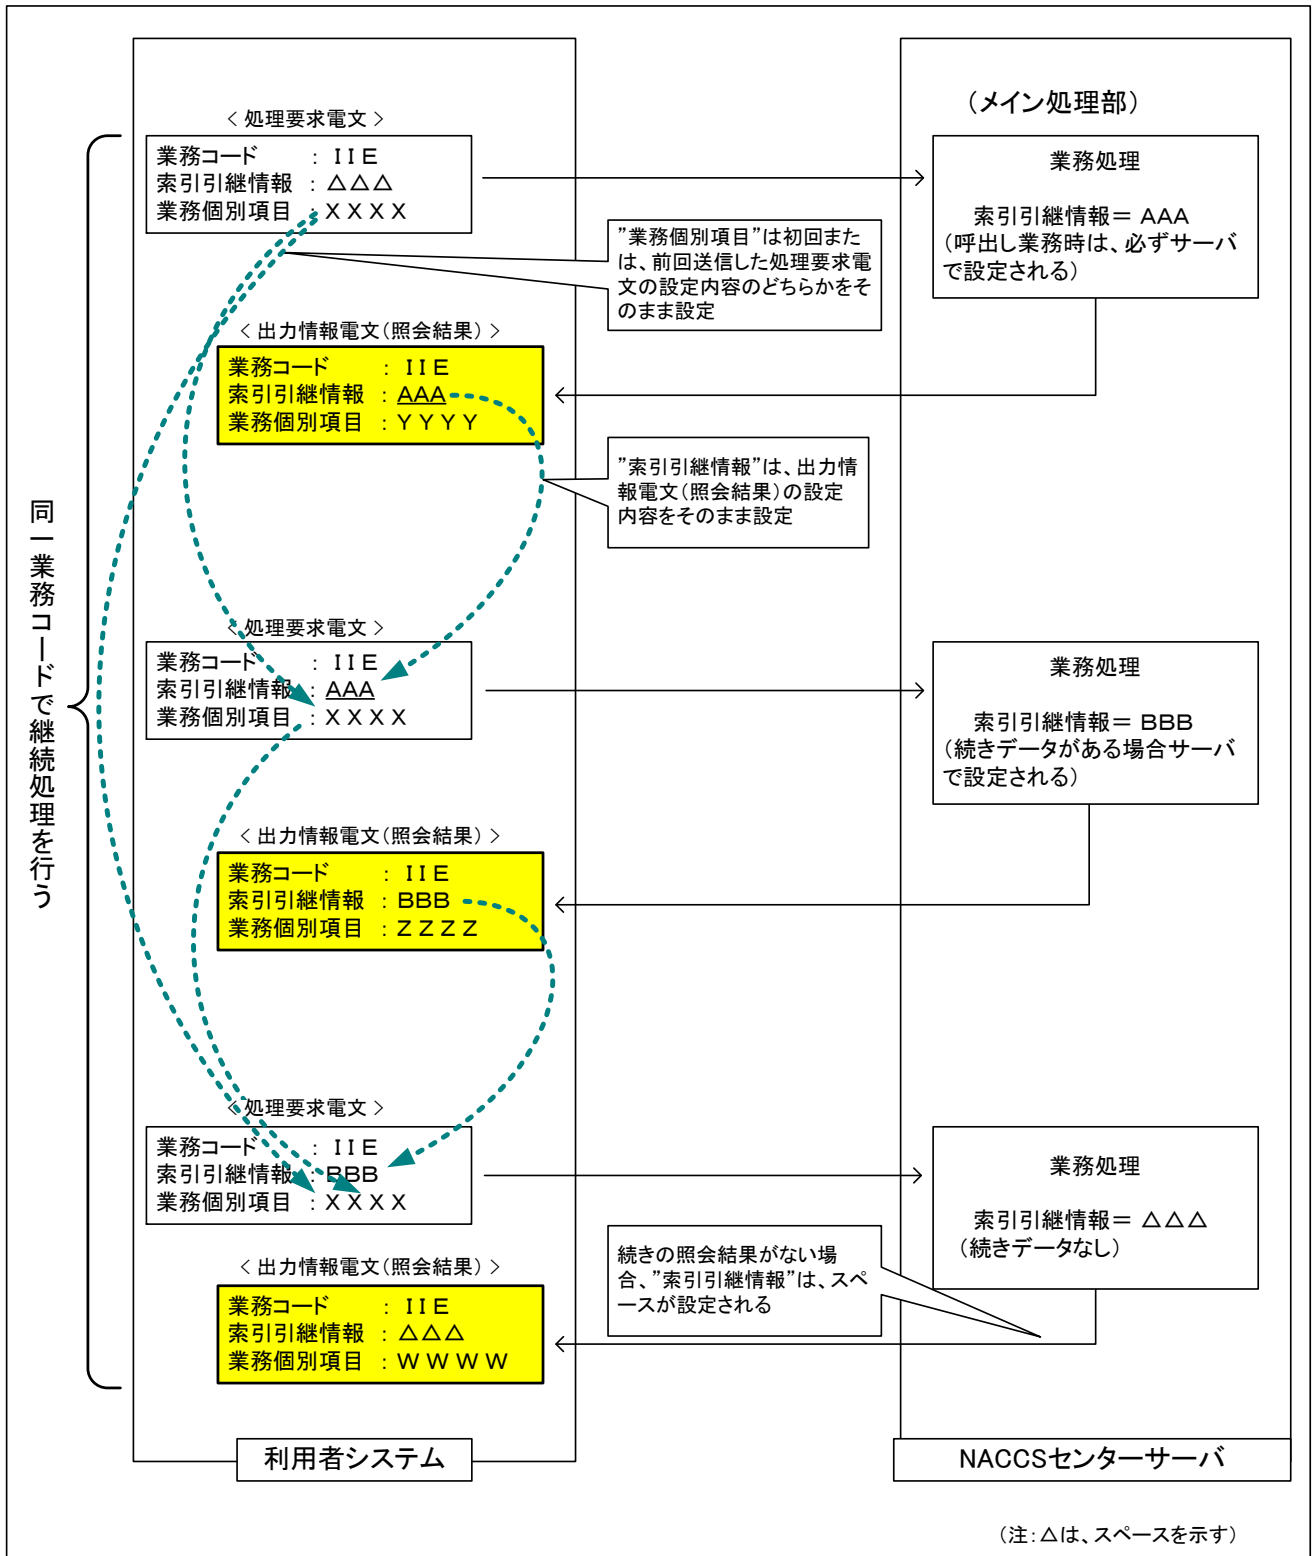 同一業務コードで継続処理を行う
＜処理要求電文＞
業務コード　　：ＩＩＥ
索引引継情報：△△△
業務個別項目：ＸＸＸＸ
（メイン処理部）
業務処理
索引引継情報＝ AAA
（呼出し業務時は、必ずサーバ
で設定される）
”業務個別項目”は初回また
は、前回送信した処理要求電
文の設定内容のどちらかをそ
のまま設定
＜出力情報電文（照会結果）＞
業務コード　　：ＩＩＥ
索引引継情報：AAA
業務個別項目：ＹＹＹＹ
”索引引継情報”は、出力情
報電文（照会結果）の設定
内容をそのまま設定
＜処理要求電文＞
業務コード　　：ＩＩＥ
索引引継情報：AAA
業務個別項目：ＸＸＸＸ
業務処理
索引引継情報＝ BBB
（続きデータがある場合サーバ
で設定される）
＜出力情報電文（照会結果）＞
業務コード　　：ＩＩＥ
索引引継情報：BBB
業務個別項目：ＺＺＺＺ
＜処理要求電文＞
業務コード　　：ＩＩＥ
索引引継情報：BBB
業務個別項目：ＸＸＸＸ
業務処理
索引引継情報＝ △△△
（続きデータなし）
続きの照会結果がない場
合、”索引引継情報”は、スペ
ースが設定される
＜出力情報電文（照会結果）＞
業務コード　　：ＩＩＥ
索引引継情報：△△△
業務個別項目：ＷＷＷＷ
利用者システム
NACCSセンターサーバ
（注：△は、スペースを示す）